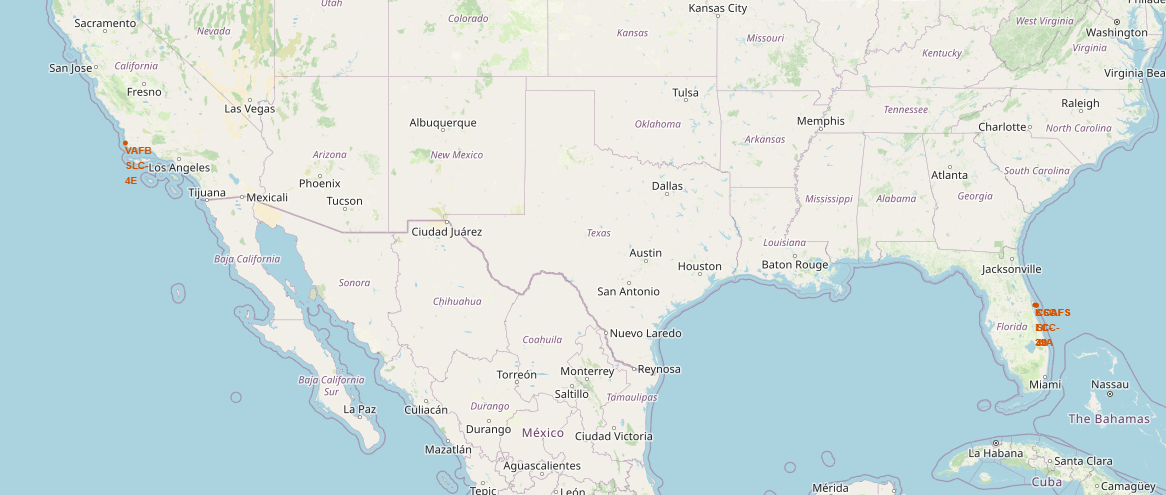 Utah
Colorado
Kansas City
Sacramento
Nevada
Kansas
Missouri
West Virginia
Washington
Virginia
Kentucky
San Jose
California
Fresno
Las Vegas
Tulsa
Virginia Bea
Raleigh
Albuquerque
Oklahoma
Memphis
Tennessee
Charlotte
North Carolina
Arkansas
VAFB
SLC-
4E
Los Angeles
Arizona
New Mexico
Phoenix
Dallas
Atlanta
South Carolina
Tijuana
Mexicali
Tucson
Mississippi
Alabama
Georgia
Ciudad Juárez
Texas
Louisiana
Baja California
Austin
Houston
Baton Rouge
Jacksonville
Sonora
San Antonio
Chihuahua
Florida
Nuevo Laredo
Coahuila
Torreón
Monterrey
Reynosa
Baja California
Sur
Saltillo
Tamaulipas
Miami
Nassau
La Paz
Culiacán
Durango
The Bahamas
Durango
México
Ciudad Victoria
Mazatlán
La Habana
Santa Clara
Aguascalientes
Cuba
Camagüey
Tepic
León
Mérida